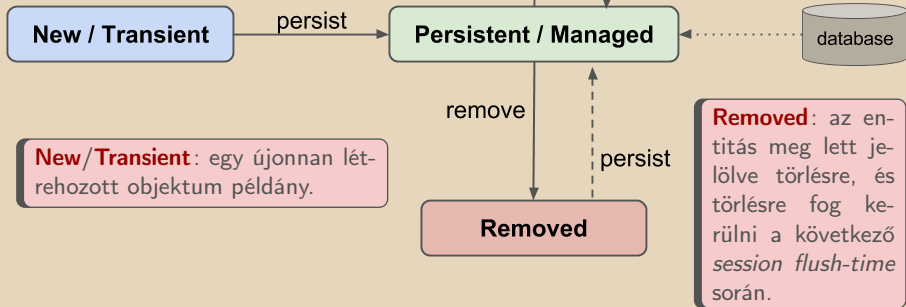 New / Transient
persist
Persistent / Managed
database
remove
persist
New/Transient: egy újonnan lét-
rehozott objektum példány.
Removed
Removed: az en-
titás meg lett je-
lölve törlésre, és
törlésre fog ke-
rülni a következő
session flush-time
során.